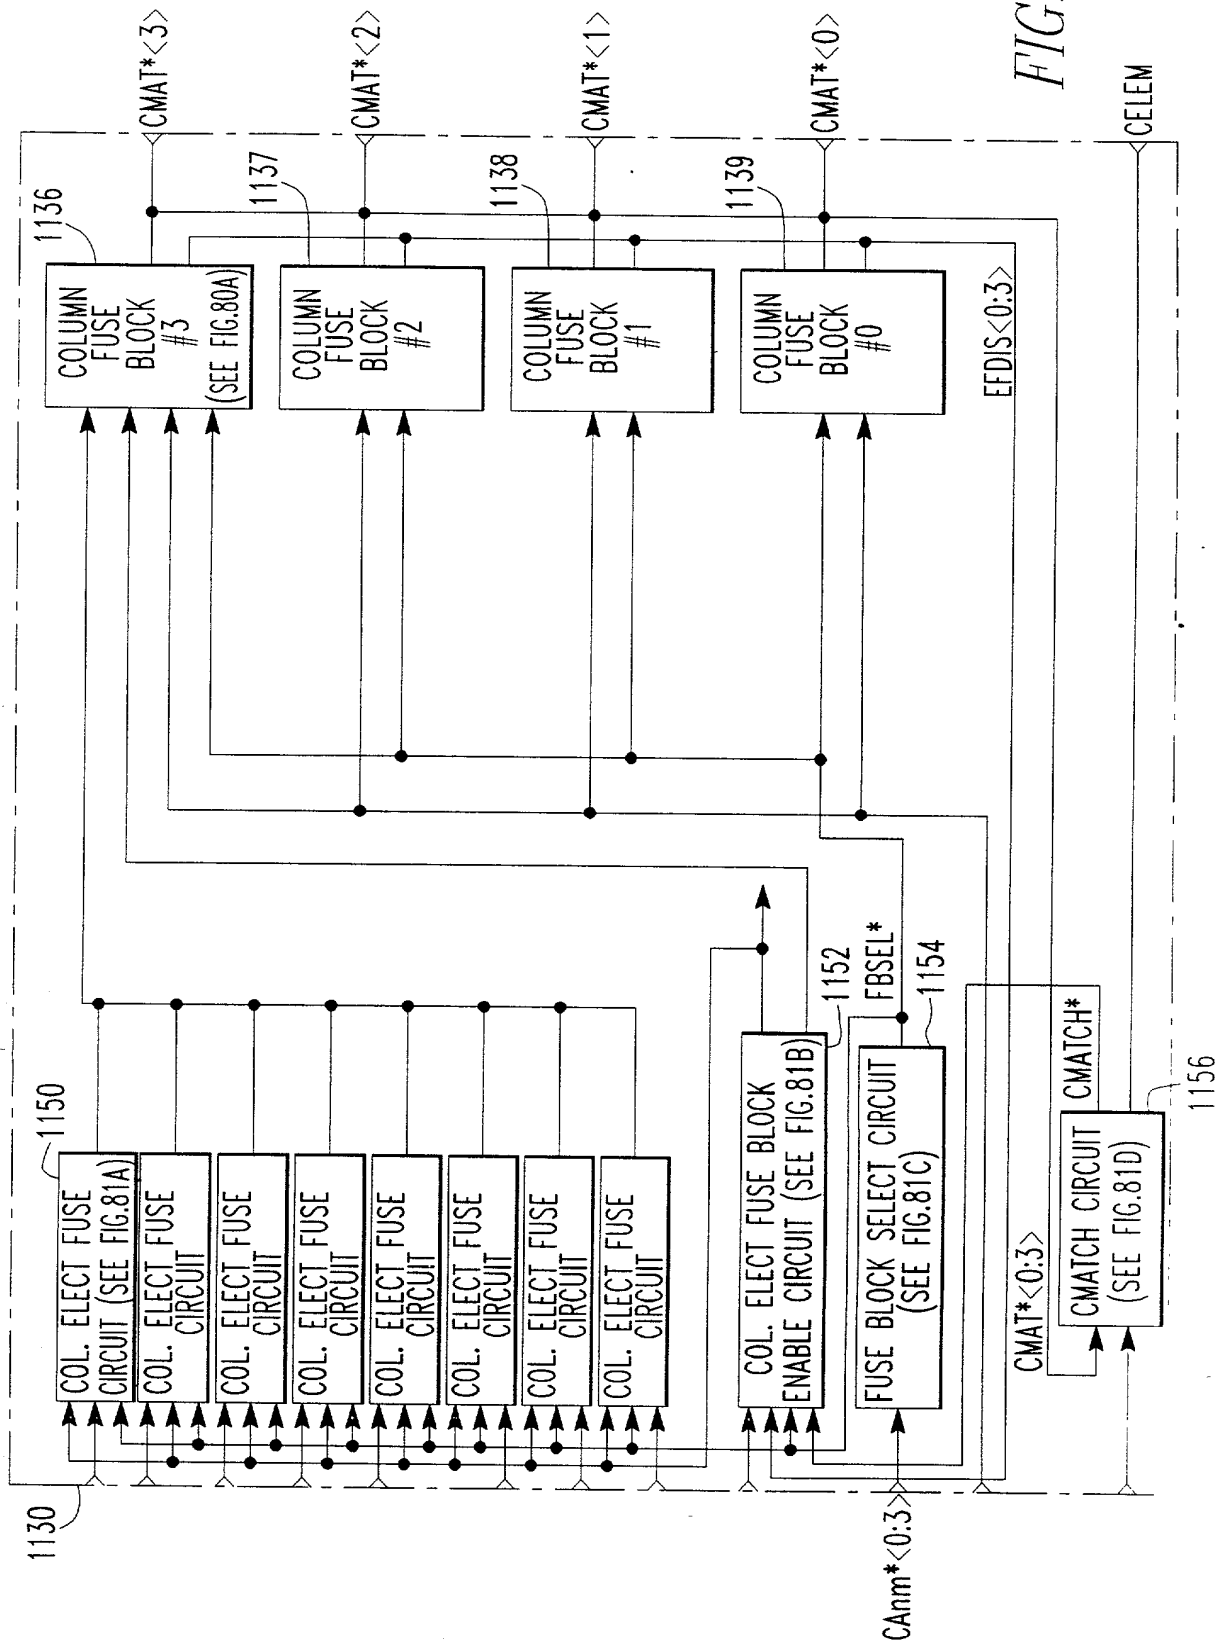 1130
1150
COL. ELECT FUSE
CIRCUIT (SEE FIG.81A)
COL. ELECT FUSE
CIRCUIT
COL. ELECT FUSE
CIRCUIT
COL. ELECT FUSE
CIRCUIT
COL. ELECT FUSE
CIRCUIT
COL. ELECT FUSE
CIRCUIT
COL. ELECT FUSE
CIRCUIT
COL. ELECT FUSE
CIRCUIT
COL. ELECT FUSE BLOCK
ENABLE CIRCUIT (SEE FIG.81B)
1152
FBSEL*
FUSE BLOCK SELECT CIRCUIT
(SEE FIG.81C)
1154
CAnm*<0:3>
CMAT*<0:3>
CMATCH*
CMATCH CIRCUIT
(SEE FIG.81D)
1156
1136
COLUMN
FUSE
BLOCK
#3
(SEE FIG.80A)
CMAT*<3>
1137
COLUMN
FUSE
BLOCK
#2
CMAT*<2>
1138
COLUMN
FUSE
BLOCK
#1
CMAT*<1>
1139
COLUMN
FUSE
BLOCK
#0
CMAT*<0>
EFDIS<0:3>
CELEM
FIG.